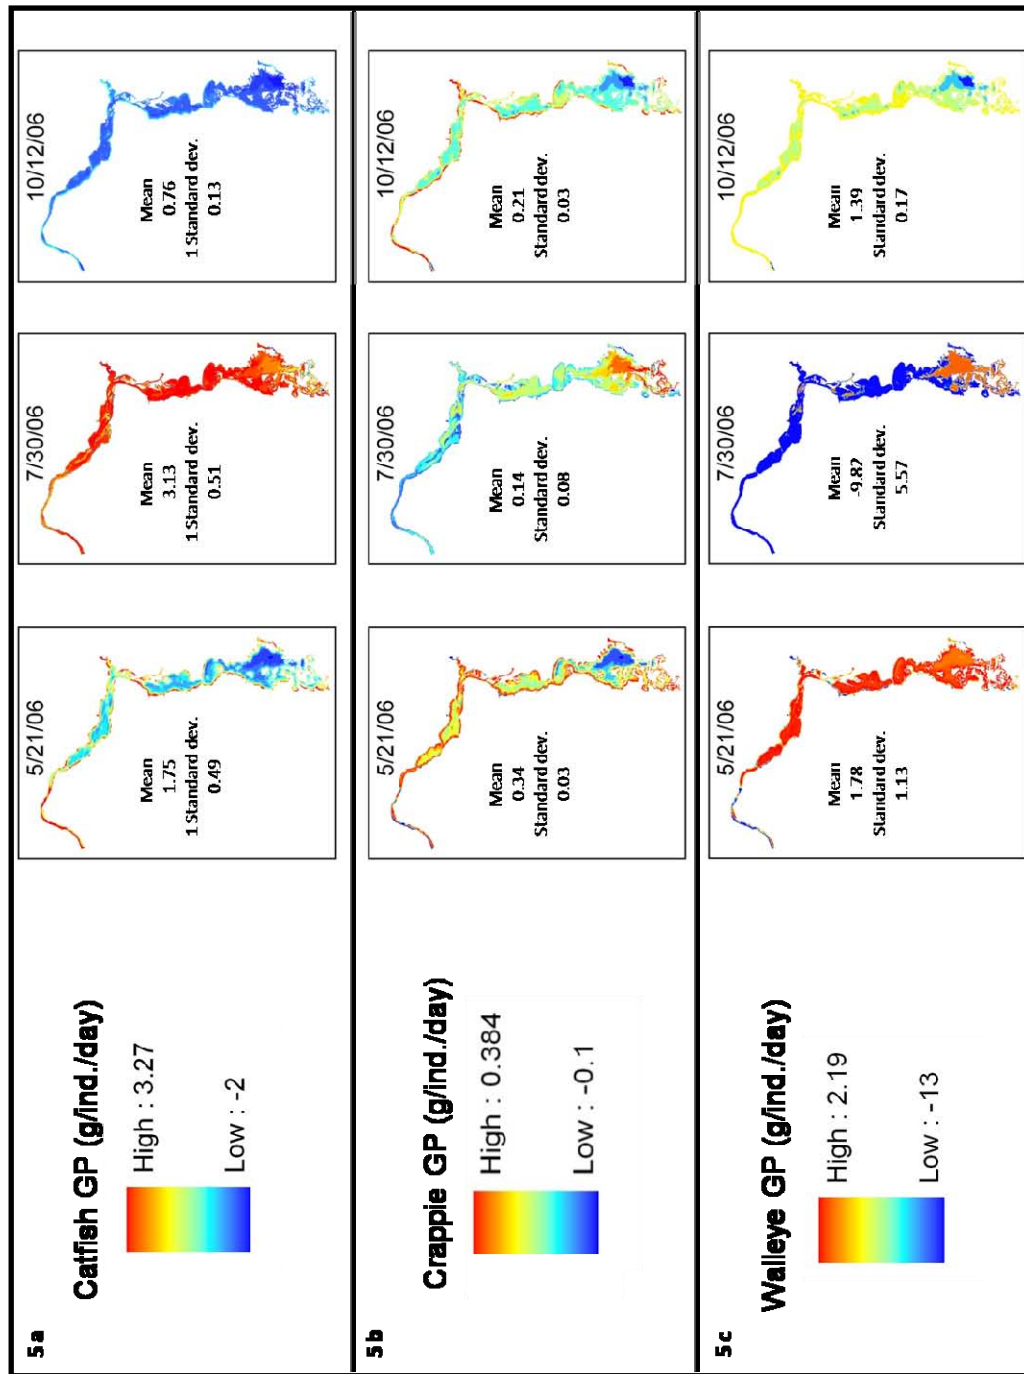 5a
Catfish GP (g/ind./day)
High : 3.27
Low : -2
5/21/06
Mean
1.75
1 Standard dev.
0.49
7/30/06
Mean
3.13
1 Standard dev.
0.51
10/12/06
Mean
0.76
1 Standard dev.
0.13
5b
Crappie GP (g/ind./day)
High : 0.384
Low : -0.1
5/21/06
Mean
0.34
Standard dev.
0.03
7/30/06
Mean
0.14
Standard dev.
0.08
10/12/06
Mean
0.21
Standard dev.
0.03
5c
Walleye GP (g/ind./day)
High : 2.19
Low : -13
5/21/06
Mean
1.78
Standard dev.
1.13
7/30/06
Mean
-9.82
Standard dev.
5.57
10/12/06
Mean
1.39
Standard dev.
0.17